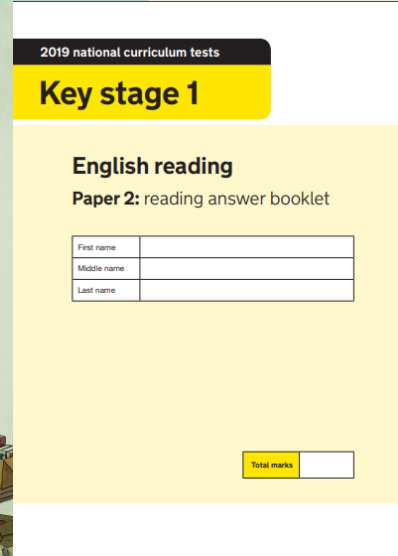 2019 national curriculum tests
Key stage 1
English reading
Paper 2: reading answer booklet
First name
Middle name
Last name
Total marks